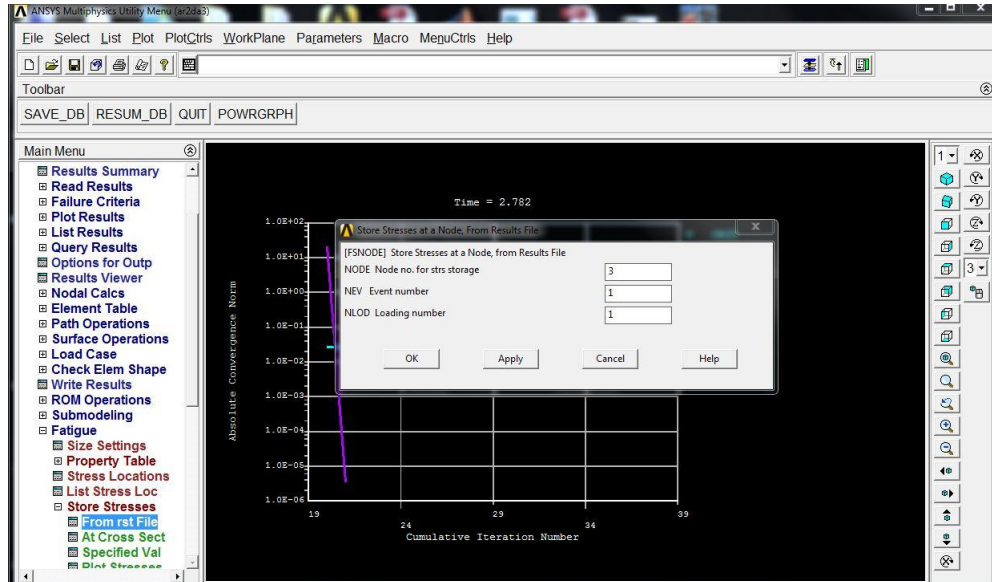 ANSYS Multiphysics Utility Menu (ar2da3)
File Select List Plot PlotCtrls WorkPlane Parameters Macro MenuCtrls Help
Toolbar
SAVE_DB RESUM_DB QUIT POWRGRPH
Main Menu
Results Summary
Read Results
Failure Criteria
Plot Results
List Results
Query Results
Options for Outp
Results Viewer
Nodal Calcs
Element Table
Path Operations
Surface Operations
Load Case
Check Elem Shape
Write Results
ROM Operations
Submodeling
Fatigue
Size Settings
Property Table
Stress Locations
List Stress Loc
Store Stresses
From rst File
At Cross Sect
Specified Val
Plot Stresses
Time = 2.782
Absolute Convergence Norm
1.0E+02
1.0E+01
1.0E+00
1.0E-01
1.0E-02
1.0E-03
1.0E-04
1.0E-05
1.0E-06
19
24
29
34
39
Cumulative Iteration Number
Store Stresses at a Node, From Results File
[FSNODE] Store Stresses at a Node, from Results File
NODE Node no. for strs storage 3
NEV Event number 1
NLOD Loading number 1
OK Apply Cancel Help
1
3